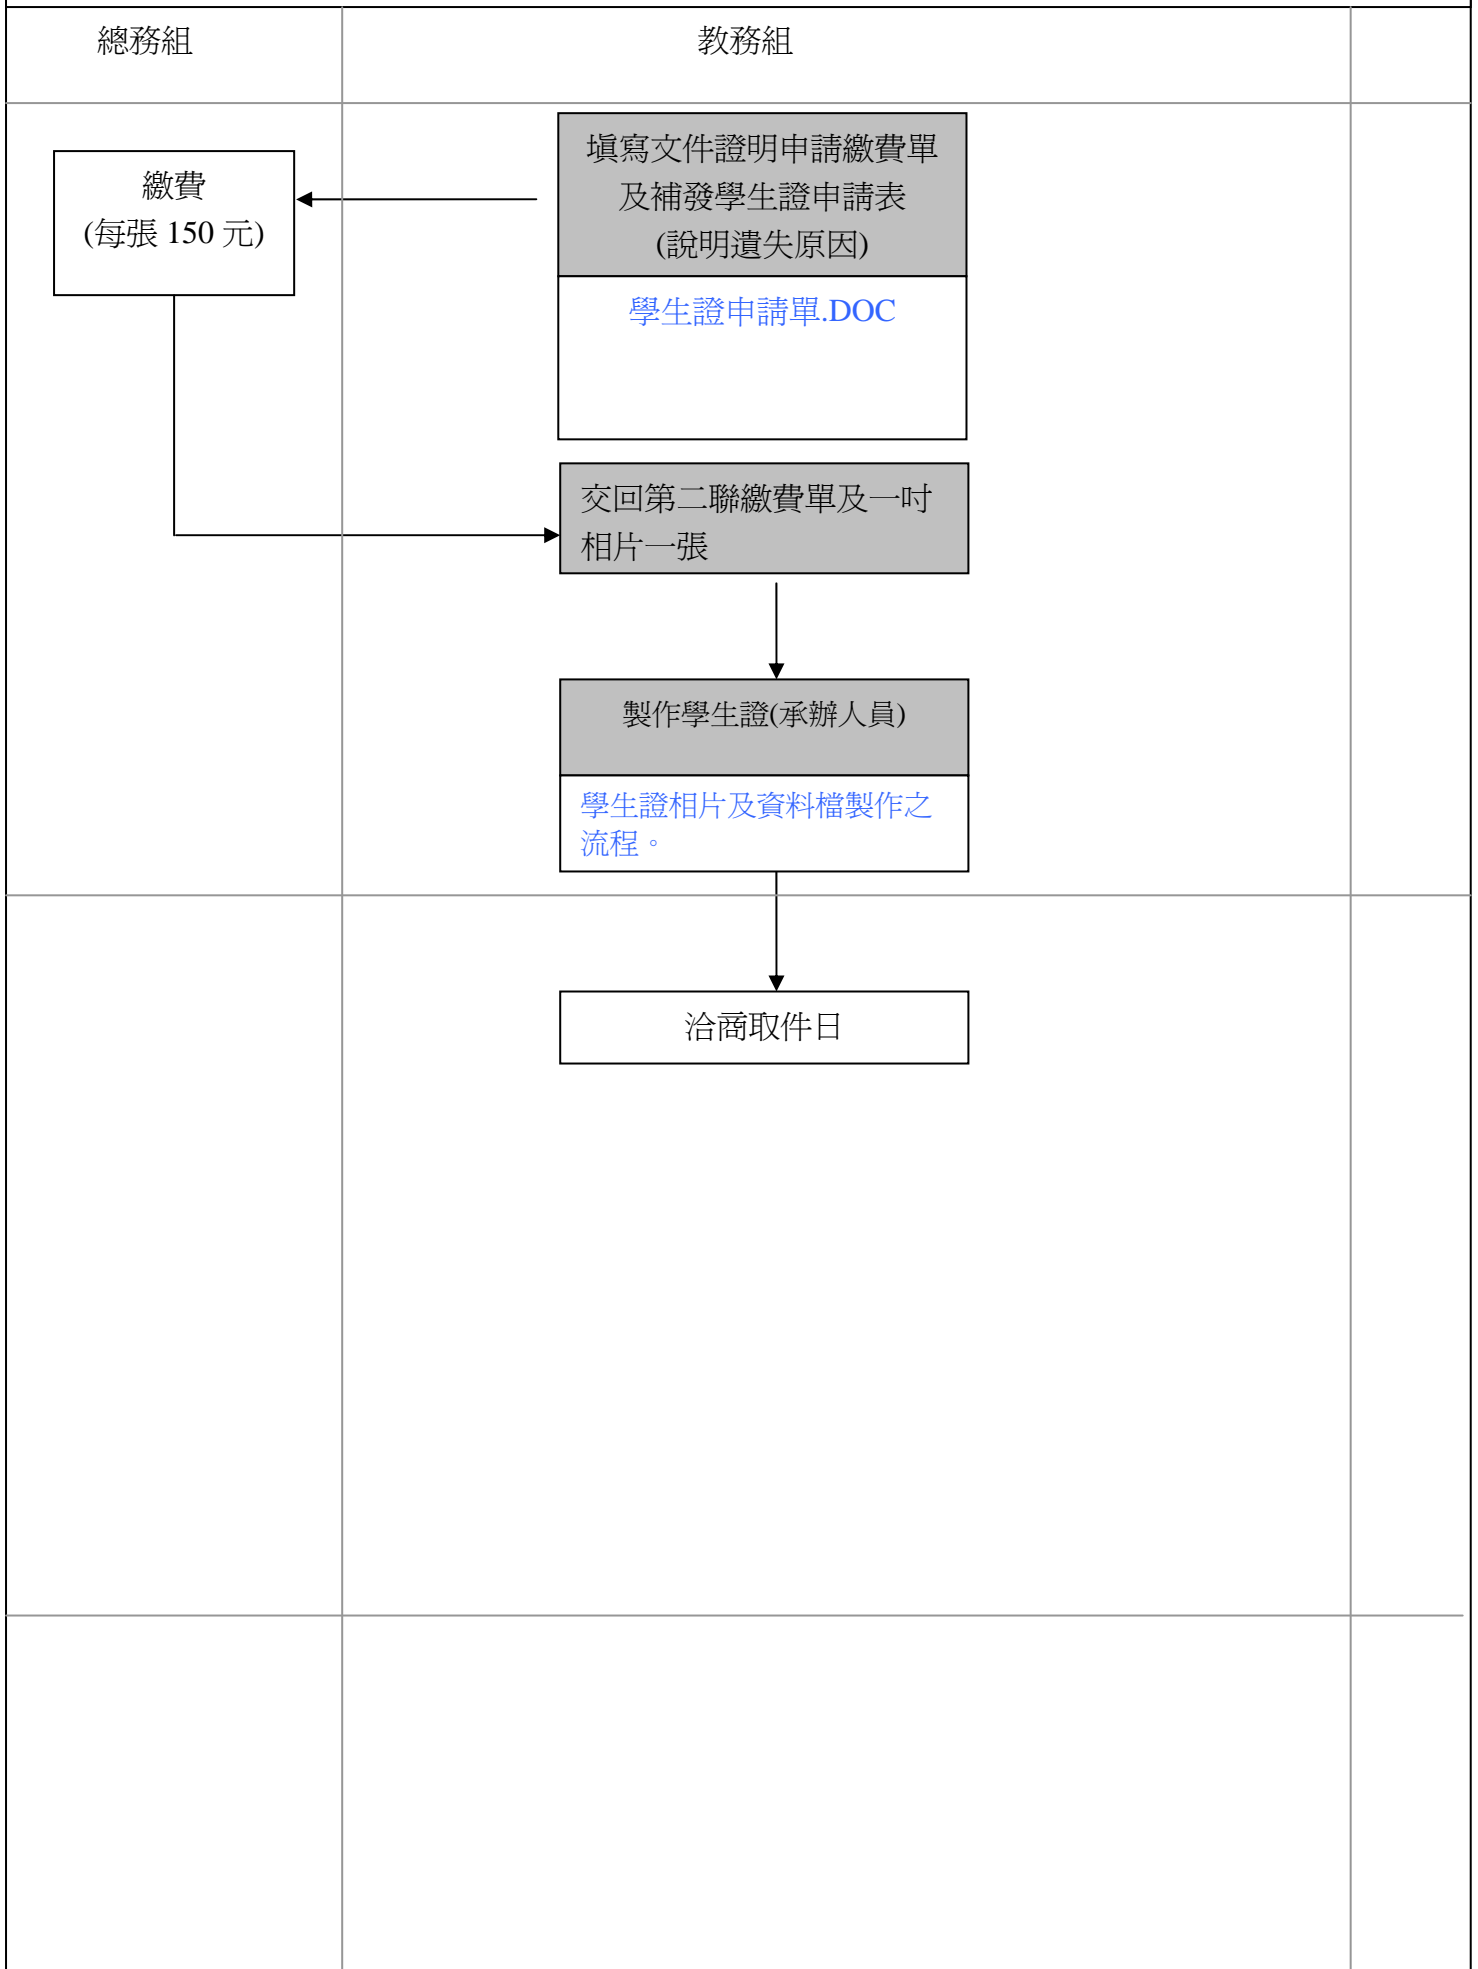 總務組
教務組
填寫文件證明申請繳費單
及補發學生證申請表
(說明遺失原因)
繳費
(每張 150 元)
學生證申請單.DOC
交回第二聯繳費單及一吋
相片一張
製作學生證(承辦人員)
學生證相片及資料檔製作之
流程。
洽商取件日